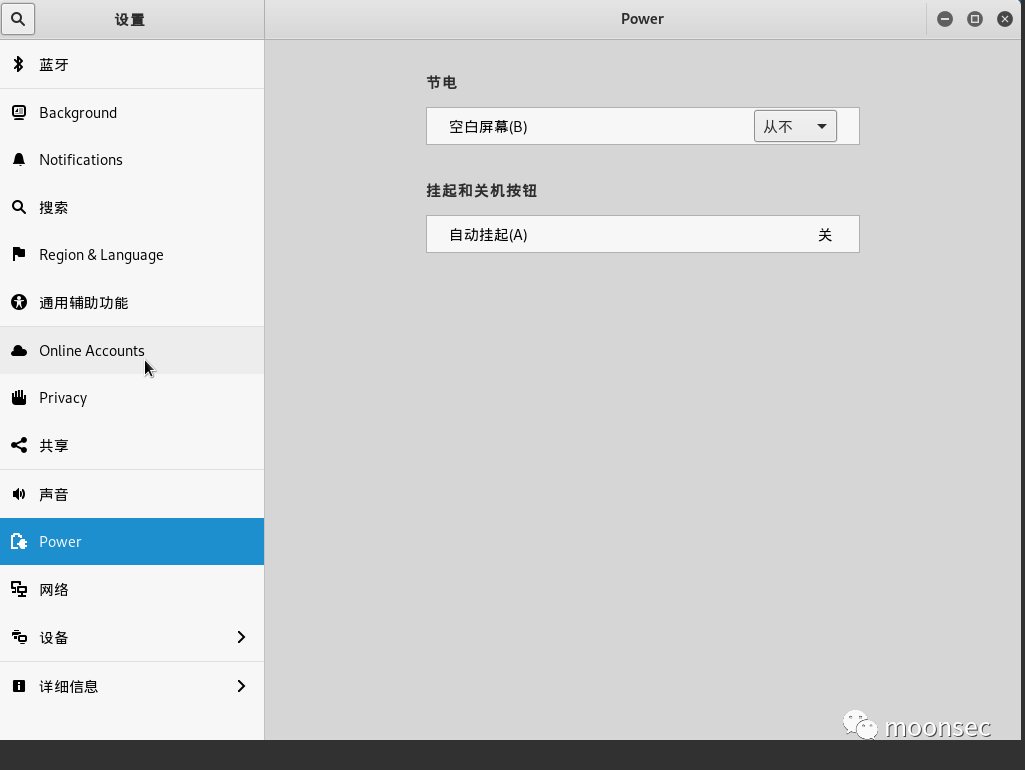 设置
Power
蓝牙
Background
Notifications
搜索
Region & Language
通用辅助功能
Online Accounts
Privacy
共享
声音
Power
网络
设备
详细信息
节电
空白屏幕(B)
从不
挂起和关机按钮
自动挂起(A)
关
moonsec